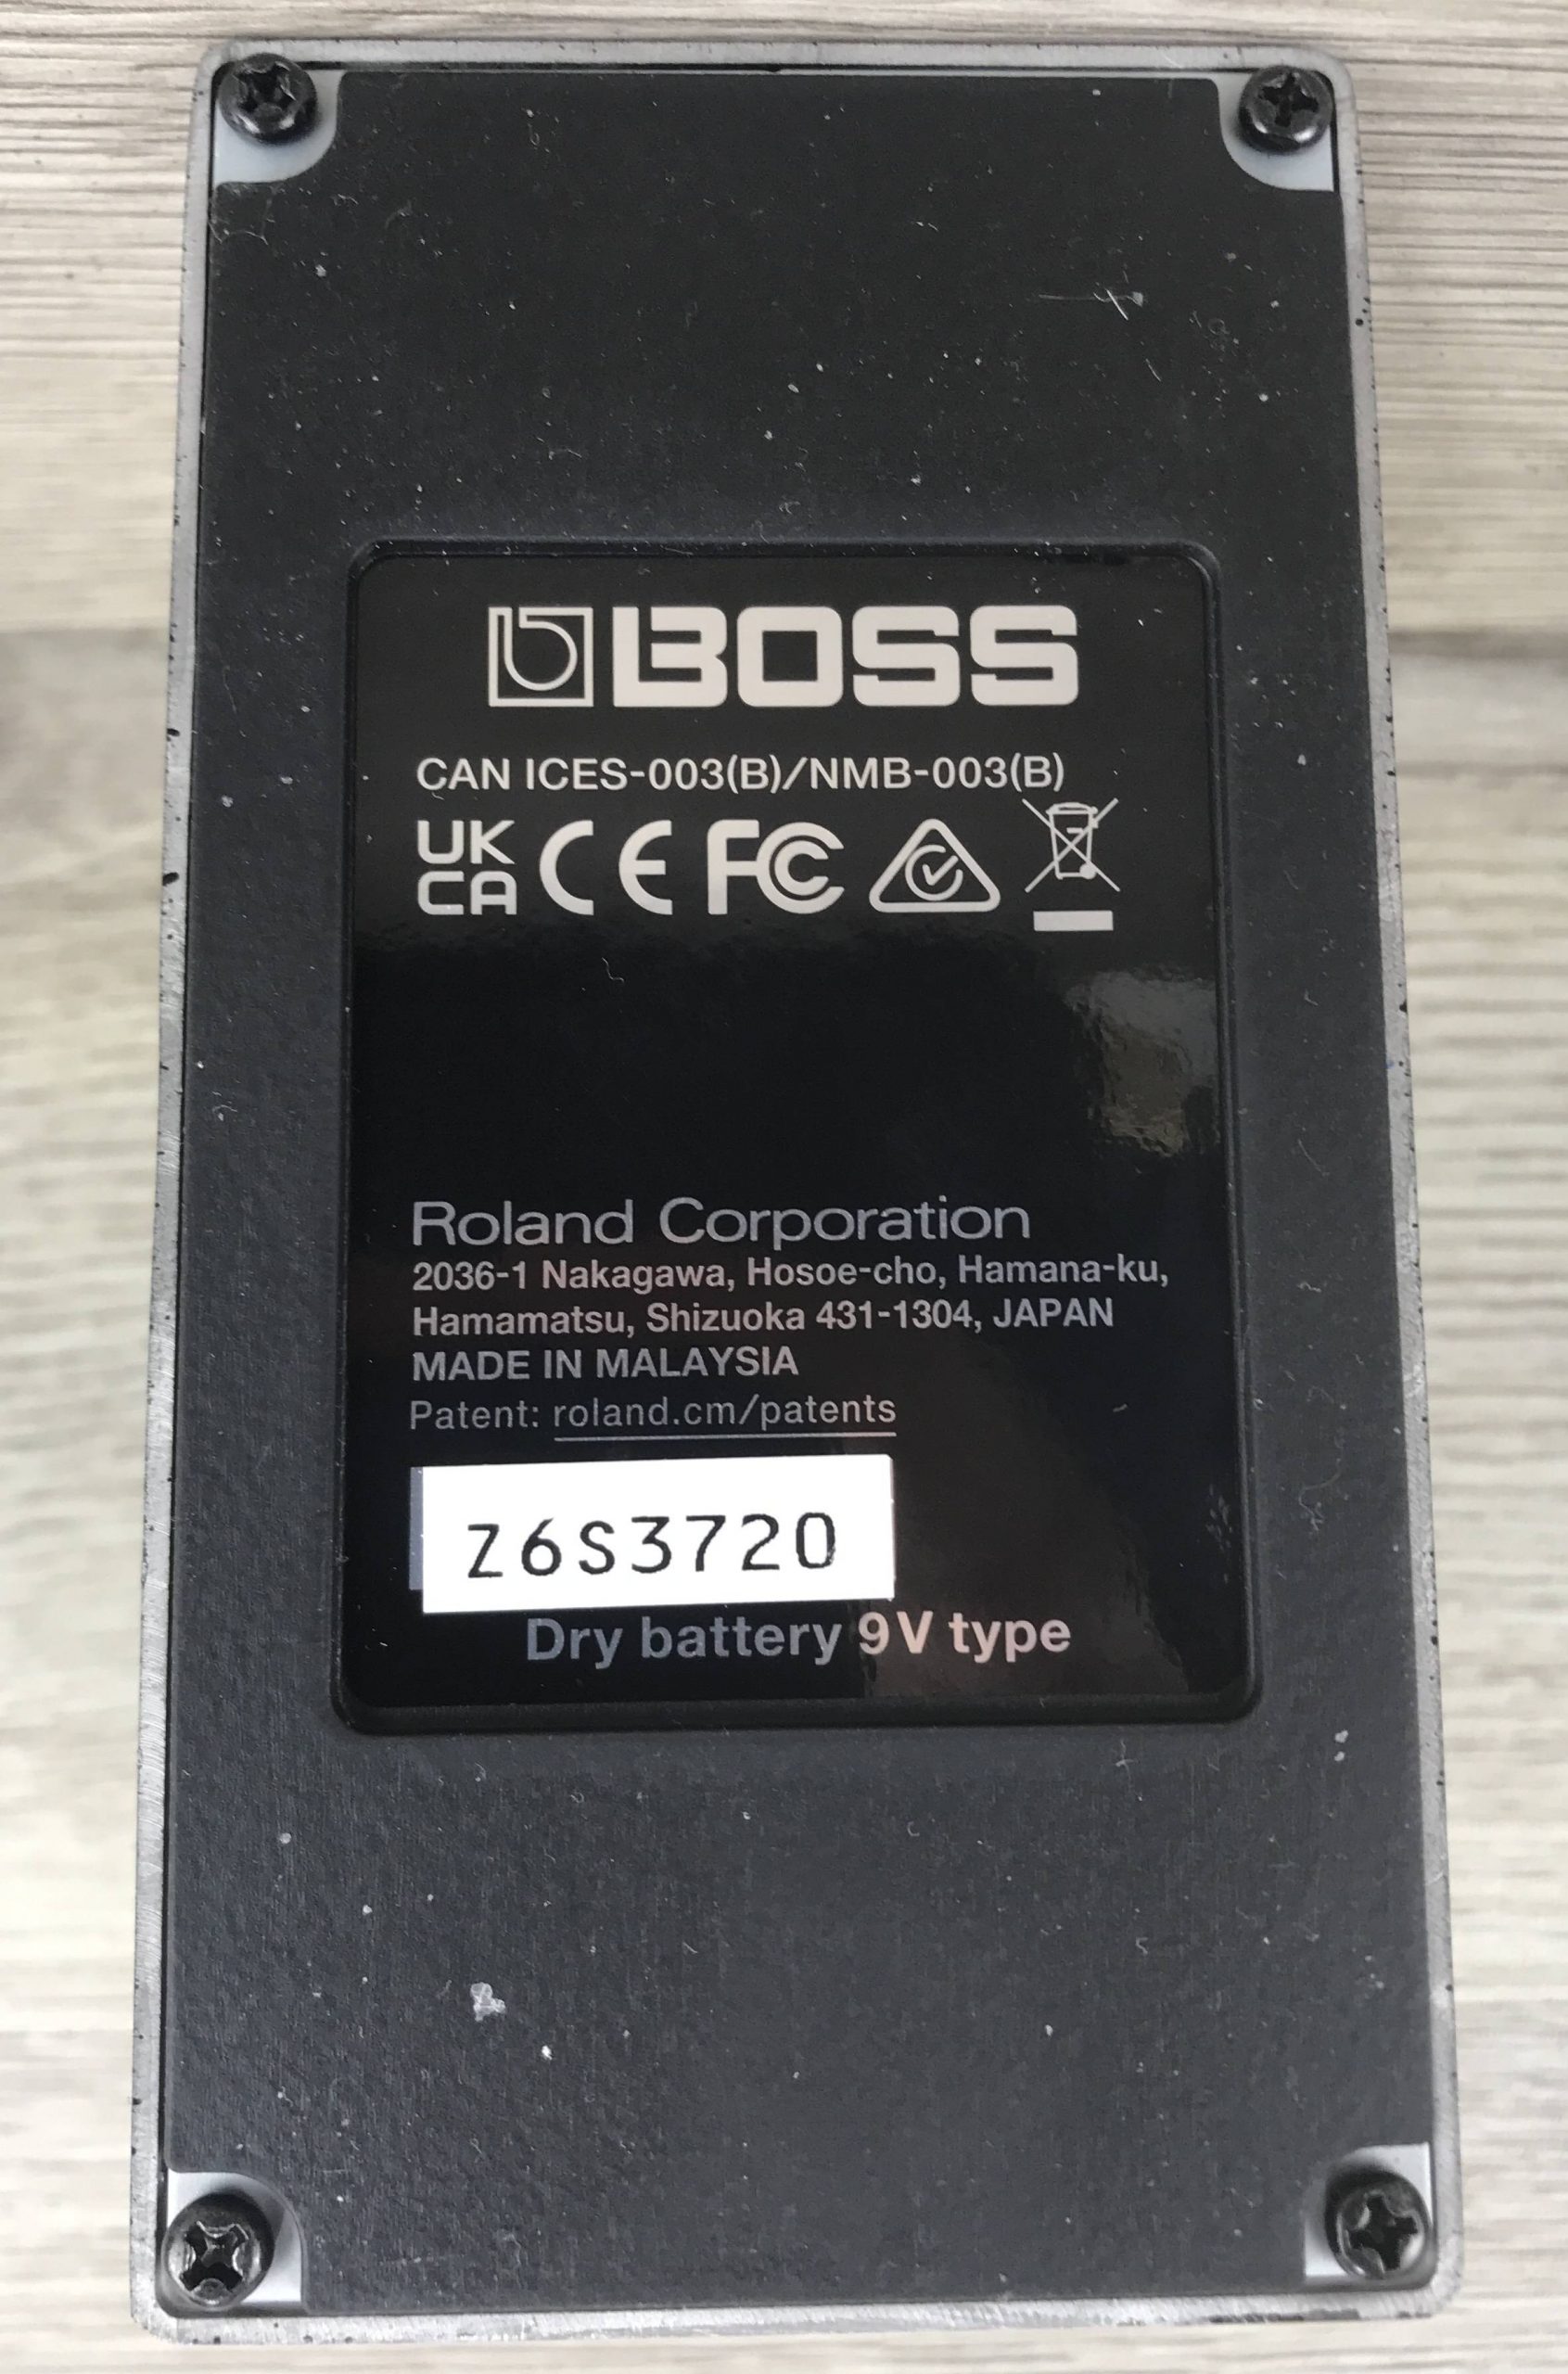 BOSS
CAN ICES-003(B)/NMB-003(B)
UK
CA CE FC
Roland Corporation
2036-1 Nakagawa, Hosoe-cho, Hamana-ku,
Hamamatsu, Shizuoka 431-1304, JAPAN
MADE IN MALAYSIA
Patent: roland.cm/patents
Z6S3720
Dry battery 9V type